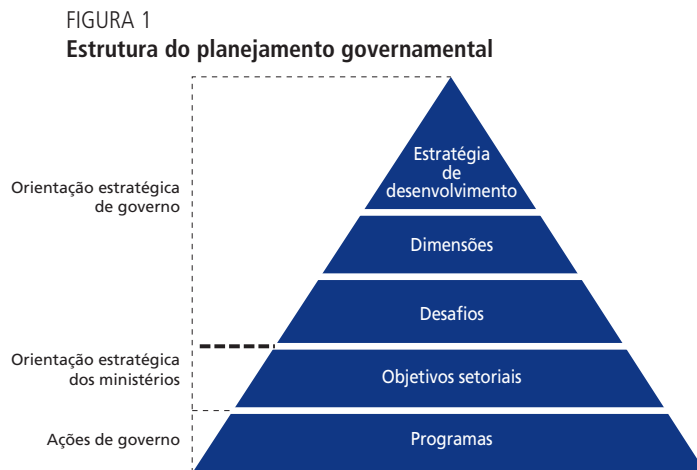 FIGURA 1
Estrutura do planejamento governamental
Estratégia
de
desenvolvimento
Orientação estratégica
de governo
Dimensões
Desafios
Orientação estratégica
dos ministérios
Objetivos setoriais
Ações de governo
Programas